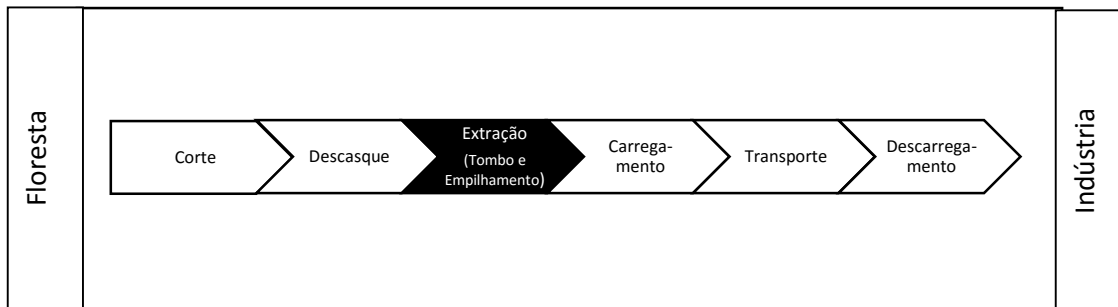 Floresta
Corte
Descasque
Extração
(Tombo e
Empilhamento)
Carrega-
mento
Transporte
Descarrega-
mento
Indústria